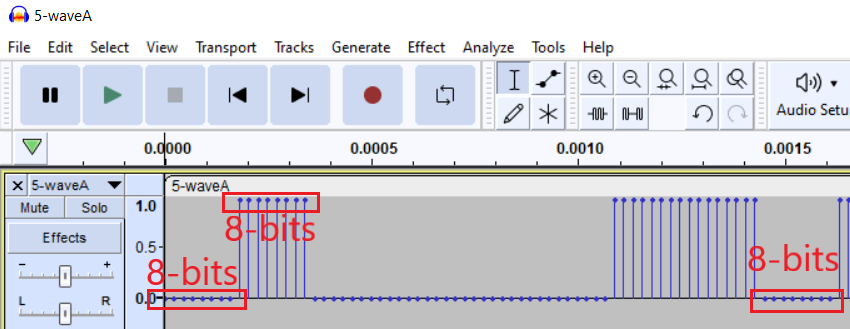 5-waveA
File Edit Select View Transport Tracks Generate Effect Analyze Tools Help
Audio Setu
0.0000 0.0005 0.0010 0.0015
5-waveA 5-waveA
Mute Solo 1.0
8-bits
Effects
0.5-
8-bits 8-bits
- +
0.0-
L R